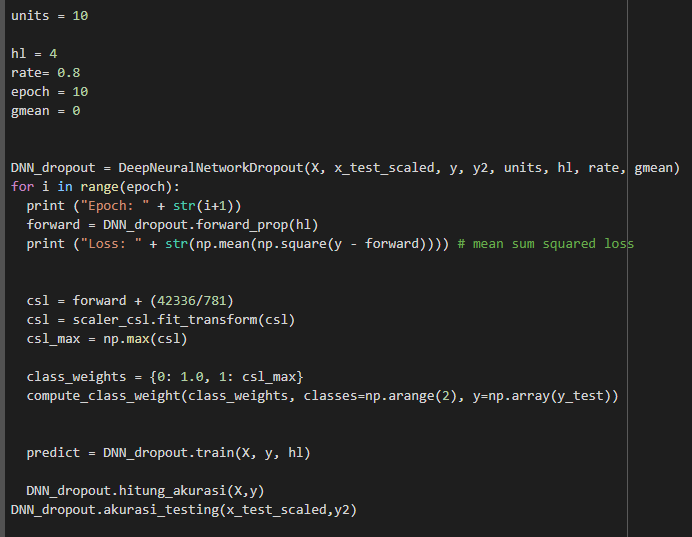 units = 10
hl = 4
rate= 0.8
epoch = 10
gmean = 0
DNN_dropout = DeepNeuralNetworkDropout(X, x_test_scaled, y, y2, units, hl, rate, gmean)
for i in range(epoch):
  print ("Epoch: " + str(i+1))
  forward = DNN_dropout.forward_prop(hl)
  print ("Loss: " + str(np.mean(np.square(y - forward)))) # mean sum squared loss
  csl = forward + (42336/781)
  csl = scaler_csl.fit_transform(csl)
  csl_max = np.max(csl)
  class_weights = {0: 1.0, 1: csl_max}
  compute_class_weight(class_weights, classes=np.arange(2), y=np.array(y_test))
  predict = DNN_dropout.train(X, y, hl)
  DNN_dropout.hitung_akurasi(X,y)
DNN_dropout.akurasi_testing(x_test_scaled,y2)